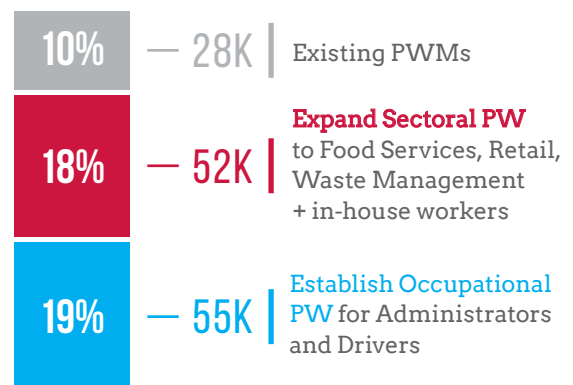 10% — 28K Existing PWMs
18% — 52K Expand Sectoral PW
to Food Services, Retail,
Waste Management
+ in-house workers
19% — 55K Establish Occupational
PW for Administrators
and Drivers